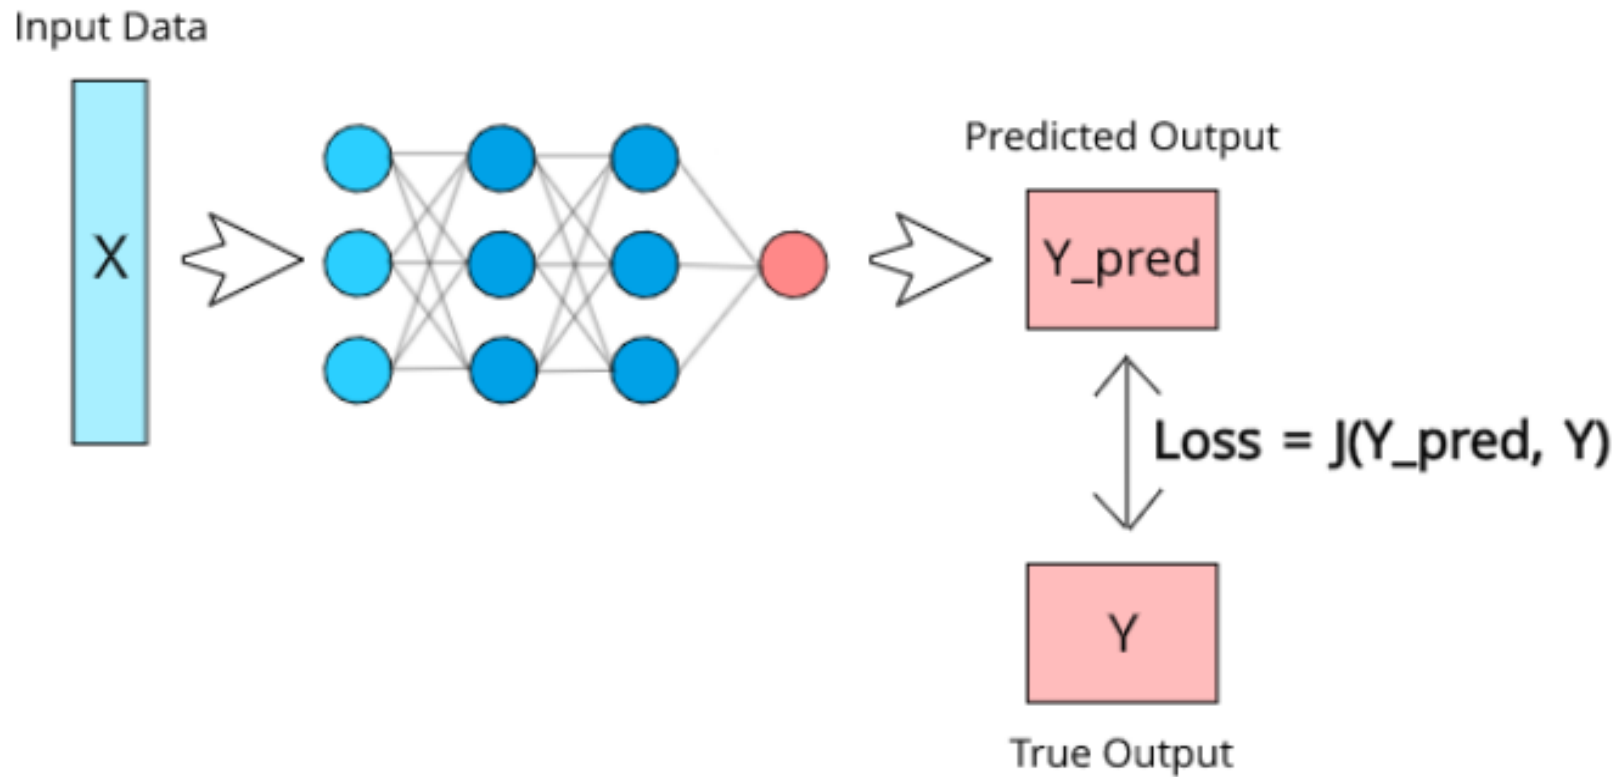 Input Data
X
Predicted Output
Y_pred
Loss = J(Y_pred, Y)
Y
True Output